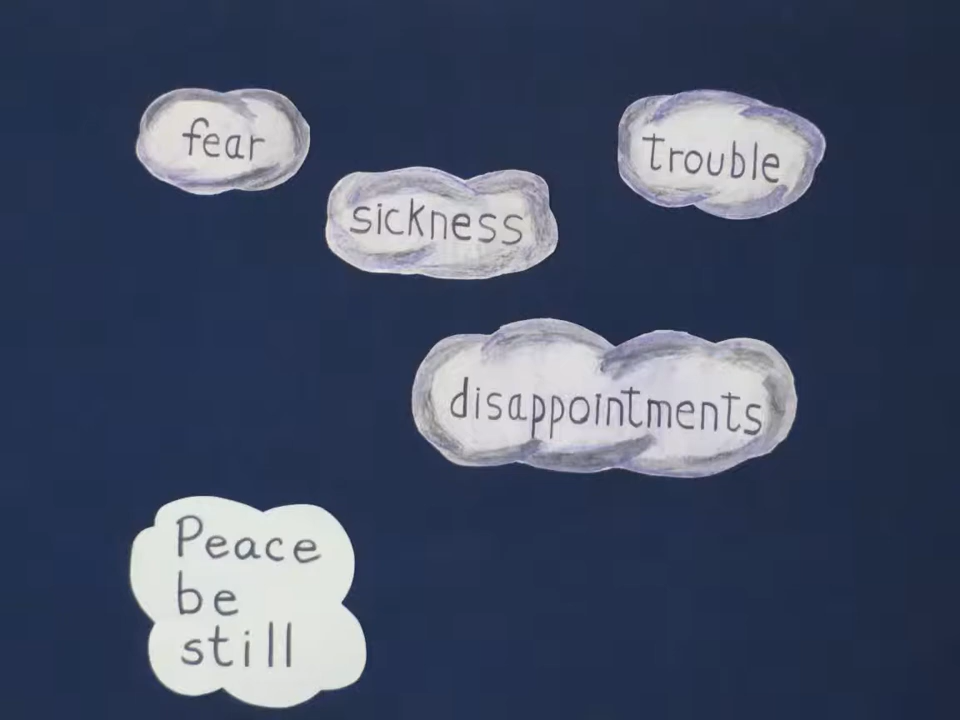 fear
trouble
sickness
disappointments
Peace
be
still